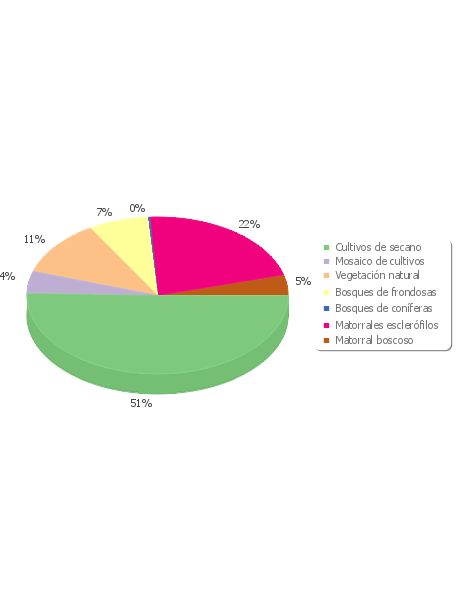 0%
7%
22%
11%
4%
5%
51%
Cultivos de secano
Mosaico de cultivos
Vegetación natural
Bosques de frondosas
Bosques de coníferas
Matorrales esclerófilos
Matorral boscoso